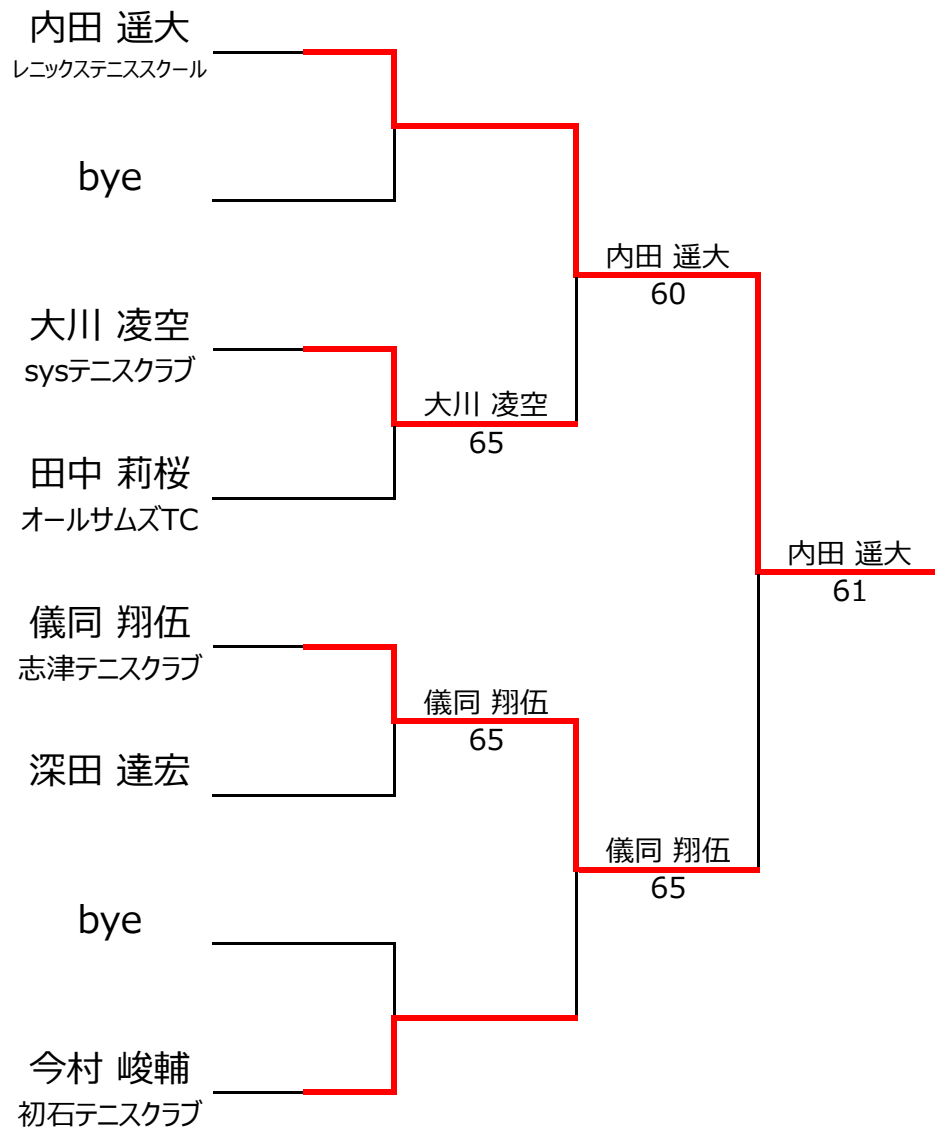 内田 遥大
レニックステニススクール
bye
大川 凌空
sysテニスクラブ
田中 莉桜
オールサムズTC
儀同 翔伍
志津テニスクラブ
深田 達宏
bye
今村 峻輔
初石テニスクラブ
大川 凌空
65
儀同 翔伍
65
内田 遥大
60
儀同 翔伍
65
内田 遥大
61